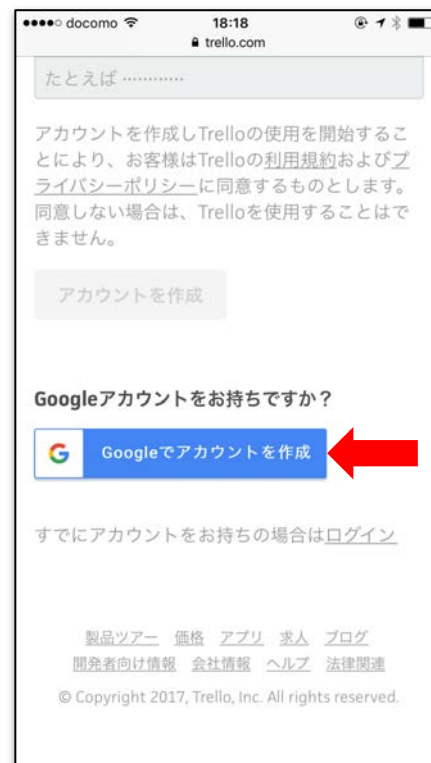 docomo 18:18
trello.com
たとえば ············
アカウントを作成しTrelloの使用を開始するこ
とにより、お客様はTrelloの利用規約およびプ
ライバシーポリシーに同意するものとします。
同意しない場合は、Trelloを使用することはで
きません。
アカウントを作成
Googleアカウントをお持ちですか？
G Googleでアカウントを作成
すでにアカウントをお持ちの場合はログイン
製品ツアー 価格 アプリ 求人 ブログ
開発者向け情報 会社情報 ヘルプ 法律関連
© Copyright 2017, Trello, Inc. All rights reserved.